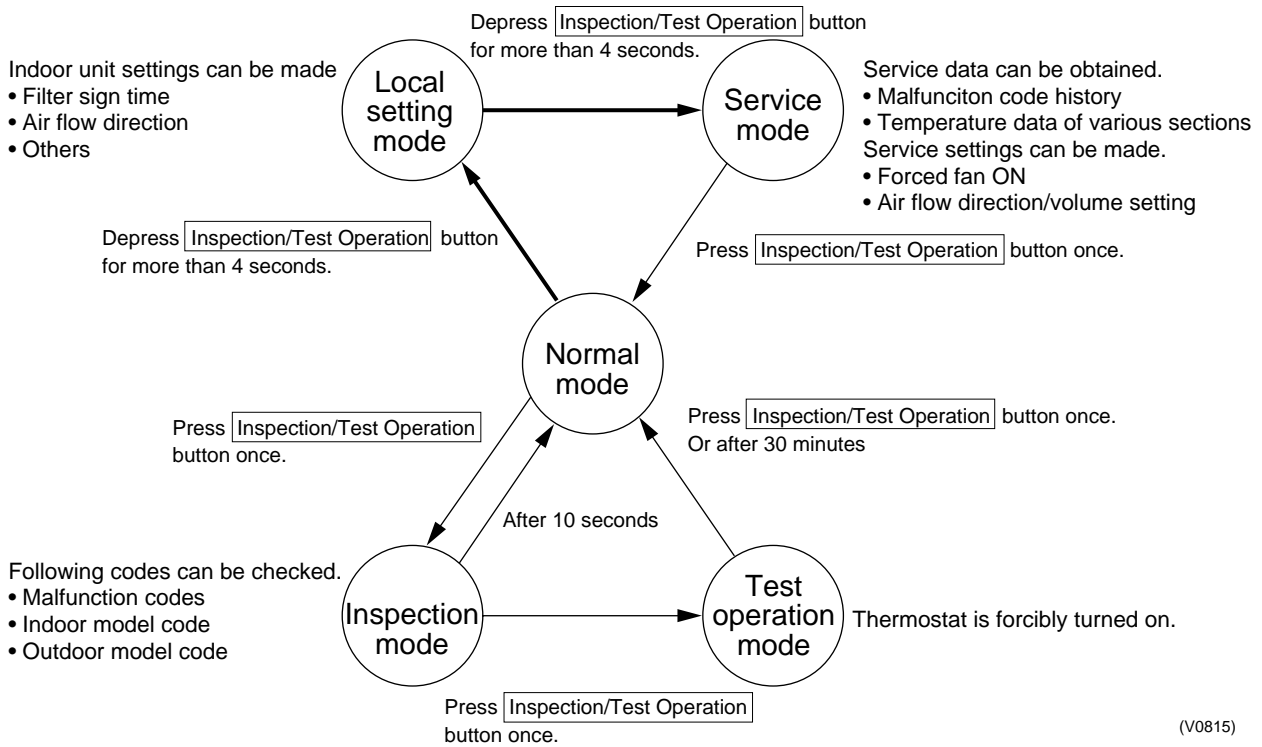 Depress Inspection/Test Operation button
for more than 4 seconds.
Indoor unit settings can be made
• Filter sign time
• Air flow direction
• Others
Local
setting
mode
Service
mode
Service data can be obtained.
• Malfunciton code history
• Temperature data of various sections
Service settings can be made.
• Forced fan ON
• Air flow direction/volume setting
Depress Inspection/Test Operation button
for more than 4 seconds.
Press Inspection/Test Operation button once.
Normal
mode
Press Inspection/Test Operation
button once.
Press Inspection/Test Operation button once.
Or after 30 minutes
After 10 seconds
Following codes can be checked.
• Malfunction codes
• Indoor model code
• Outdoor model code
Inspection
mode
Test
operation
mode
Thermostat is forcibly turned on.
Press Inspection/Test Operation
button once.
(V0815)